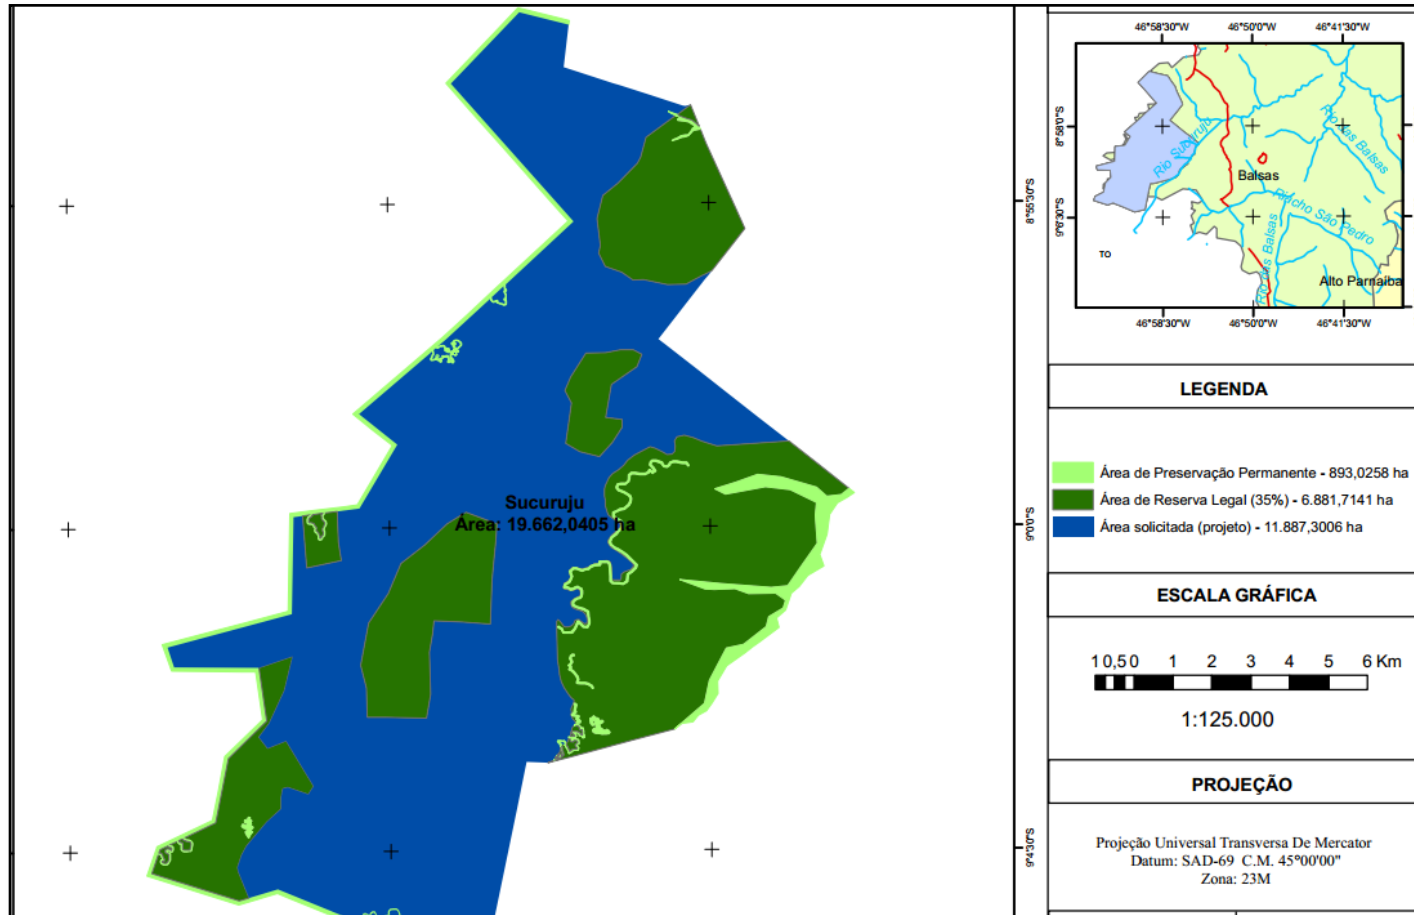 Sucuruju
Área: 19.662,0405 ha
8°55'30"S
9°0'0"S
9°4'30"S
46°58'30"W 46°50'0"W 46°41'30"W
8°58'0"S
9°6'30"S
Rio Sucuruju
Rio das Balsas
Balsas
Riacho São Pedro
Rio das Balsas
TO
Alto Parnaíba
46°58'30"W 46°50'0"W 46°41'30"W
LEGENDA
Área de Preservação Permanente - 893,0258 ha
Área de Reserva Legal (35%) - 6.881,7141 ha
Área solicitada (projeto) - 11.887,3006 ha
ESCALA GRÁFICA
1 0,5 0 1 2 3 4 5 6 Km
1:125.000
PROJEÇÃO
Projeção Universal Transversa De Mercator
Datum: SAD-69 C.M. 45°00'00"
Zona: 23M